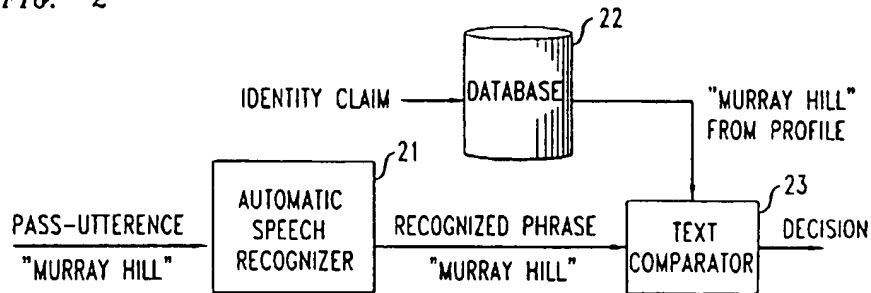 FIG. 2
22
IDENTITY CLAIM
DATABASE
"MURRAY HILL"
FROM PROFILE
21
23
PASS-UTTERENCE
"MURRAY HILL"
AUTOMATIC
SPEECH
RECOGNIZER
RECOGNIZED PHRASE
"MURRAY HILL"
TEXT
COMPARATOR
DECISION